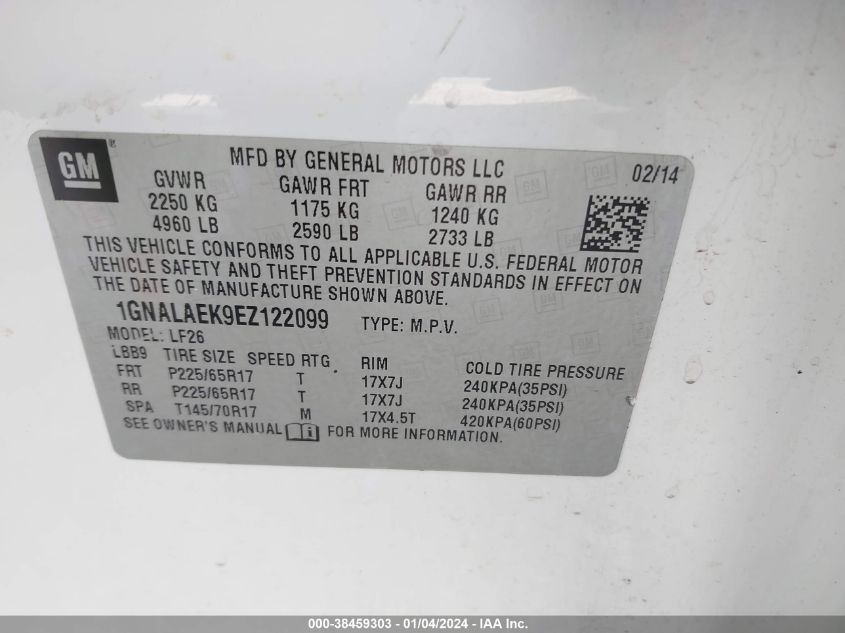 GM®
MFD BY GENERAL MOTORS LLC
02/14
GVWR GAWR FRT GAWR RR
2250 KG 1175 KG 1240 KG
4960 LB 2590 LB 2733 LB
THIS VEHICLE CONFORMS TO ALL APPLICABLE U.S. FEDERAL MOTOR
VEHICLE SAFETY AND THEFT PREVENTION STANDARDS IN EFFECT ON
THE DATE OF MANUFACTURE SHOWN ABOVE.
1GNALAEK9EZ122099 TYPE: M.P.V.
MODEL: LF26
LBB9 TIRE SIZE SPEED RTG. RIM COLD TIRE PRESSURE
FRT P225/65R17 T 17X7J 240KPA(35PSI)
RR P225/65R17 T 17X7J 240KPA(35PSI)
SPA T145/70R17 M 17X4.5T 420KPA(60PSI)
SEE OWNER'S MANUAL i FOR MORE INFORMATION.
000-38459303 - 01/04/2024 - IAA Inc.